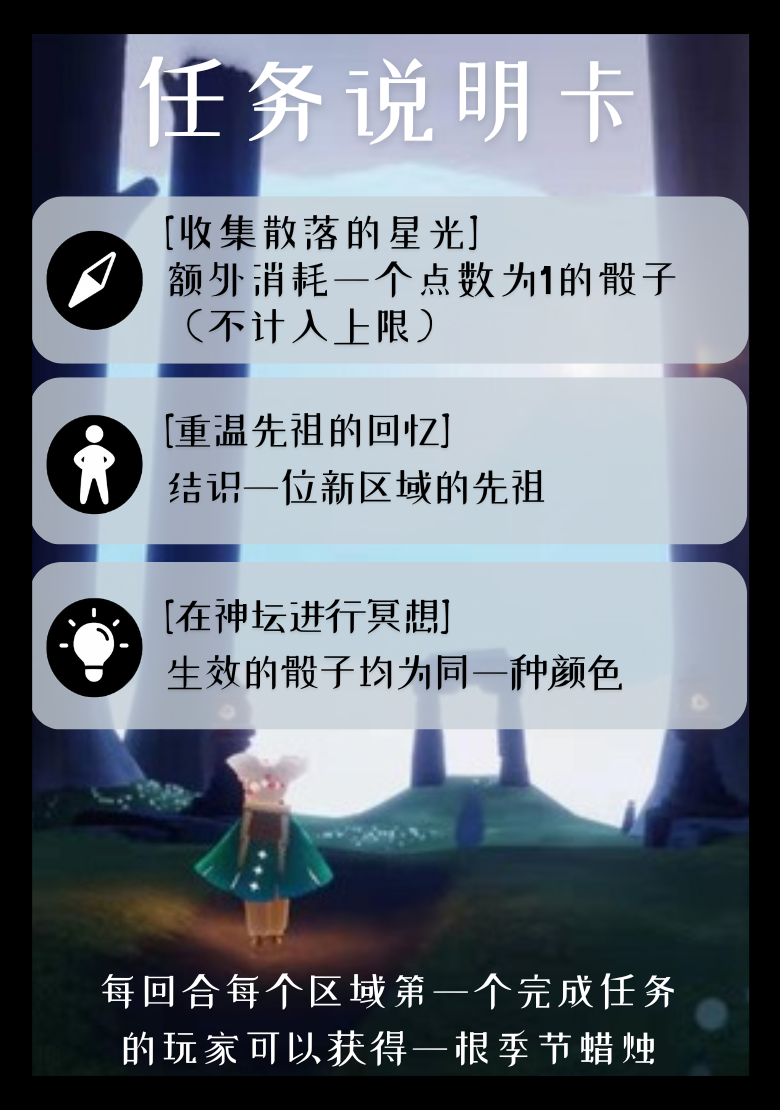 任务说明卡
[收集散落的星光]
额外消耗一个点数为1的骰子
（不计入上限）
[重温先祖的回忆]
结识一位新区域的先祖
[在神坛进行冥想]
生效的骰子均为同一种颜色
每回合每个区域第一个完成任务
的玩家可以获得一根季节蜡烛